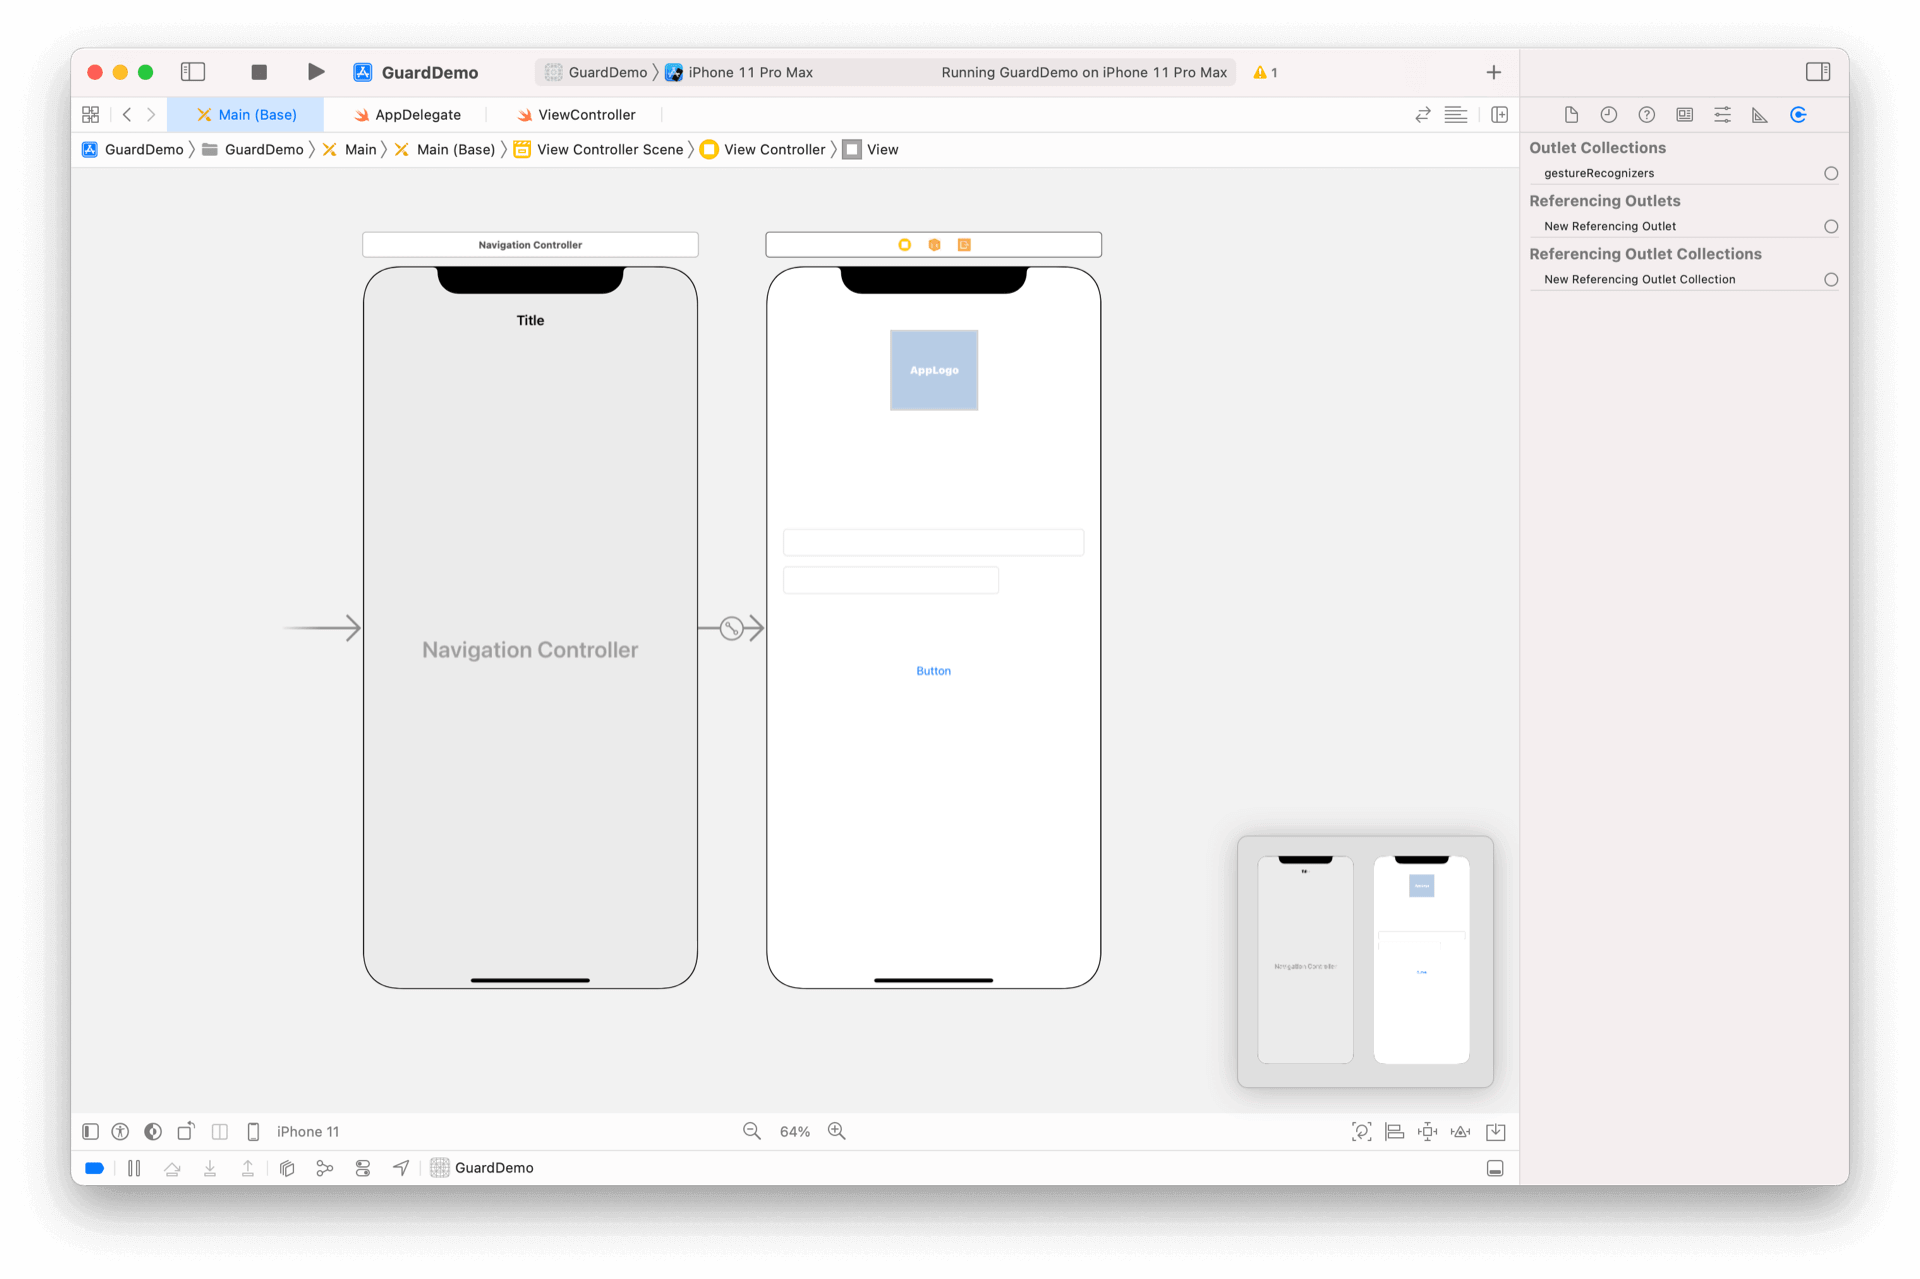 GuardDemo
GuardDemo
iPhone 11 Pro Max
Running GuardDemo on iPhone 11 Pro Max
1
Main (Base)
AppDelegate
ViewController
GuardDemo
GuardDemo
Main
Main (Base)
View Controller Scene
View Controller
View
Outlet Collections
gestureRecognizers
Referencing Outlets
New Referencing Outlet
Referencing Outlet Collections
New Referencing Outlet Collection
Navigation Controller
Title
Navigation Controller
AppLogo
Button
Navigation Controller
iPhone 11
64%
GuardDemo